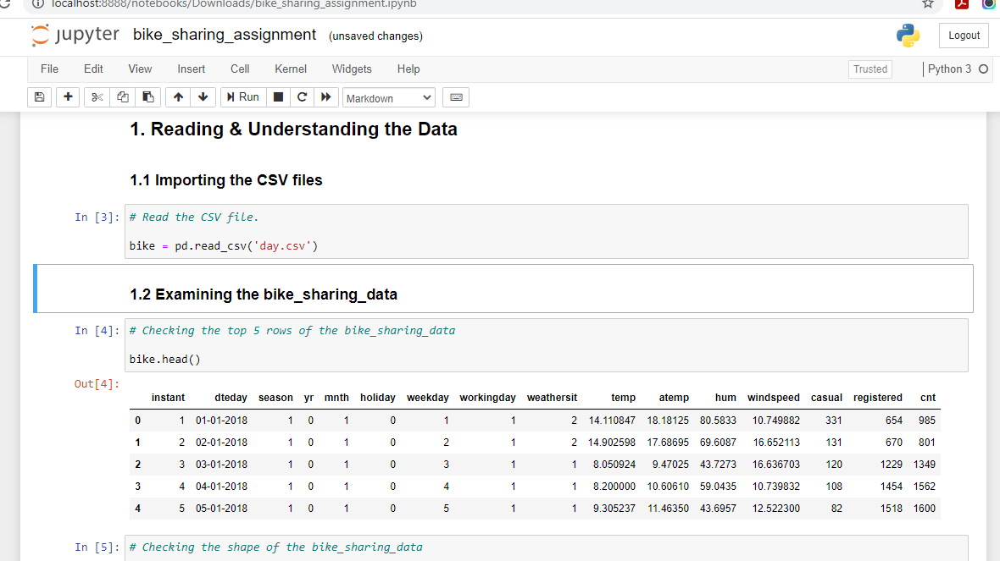 localhost:8888/notebooks/Downloads/bike_sharing_assignment.ipynb
jupyter bike_sharing_assignment (unsaved changes) Logout
File Edit View Insert Cell Kernel Widgets Help Trusted Python 3
Run Markdown
1. Reading & Understanding the Data
1.1 Importing the CSV files
In [3]: # Read the CSV file.
bike = pd.read_csv('day.csv')
1.2 Examining the bike_sharing_data
In [4]: # Checking the top 5 rows of the bike_sharing_data
bike.head()
Out[4]:
instant dteday season yr mnth holiday weekday workingday weathersit temp atemp hum windspeed casual registered cnt
0 1 01-01-2018 1 0 1 0 1 1 2 14.110847 18.18125 80.5833 10.749882 331 654 985
1 2 02-01-2018 1 0 1 0 2 1 2 14.902598 17.68695 69.6087 16.652113 131 670 801
2 3 03-01-2018 1 0 1 0 3 1 1 8.050924 9.47025 43.7273 16.636703 120 1229 1349
3 4 04-01-2018 1 0 1 0 4 1 1 8.200000 10.60610 59.0435 10.739832 108 1454 1562
4 5 05-01-2018 1 0 1 0 5 1 1 9.305237 11.46350 43.6957 12.522300 82 1518 1600
In [5]: # Checking the shape of the bike_sharing_data